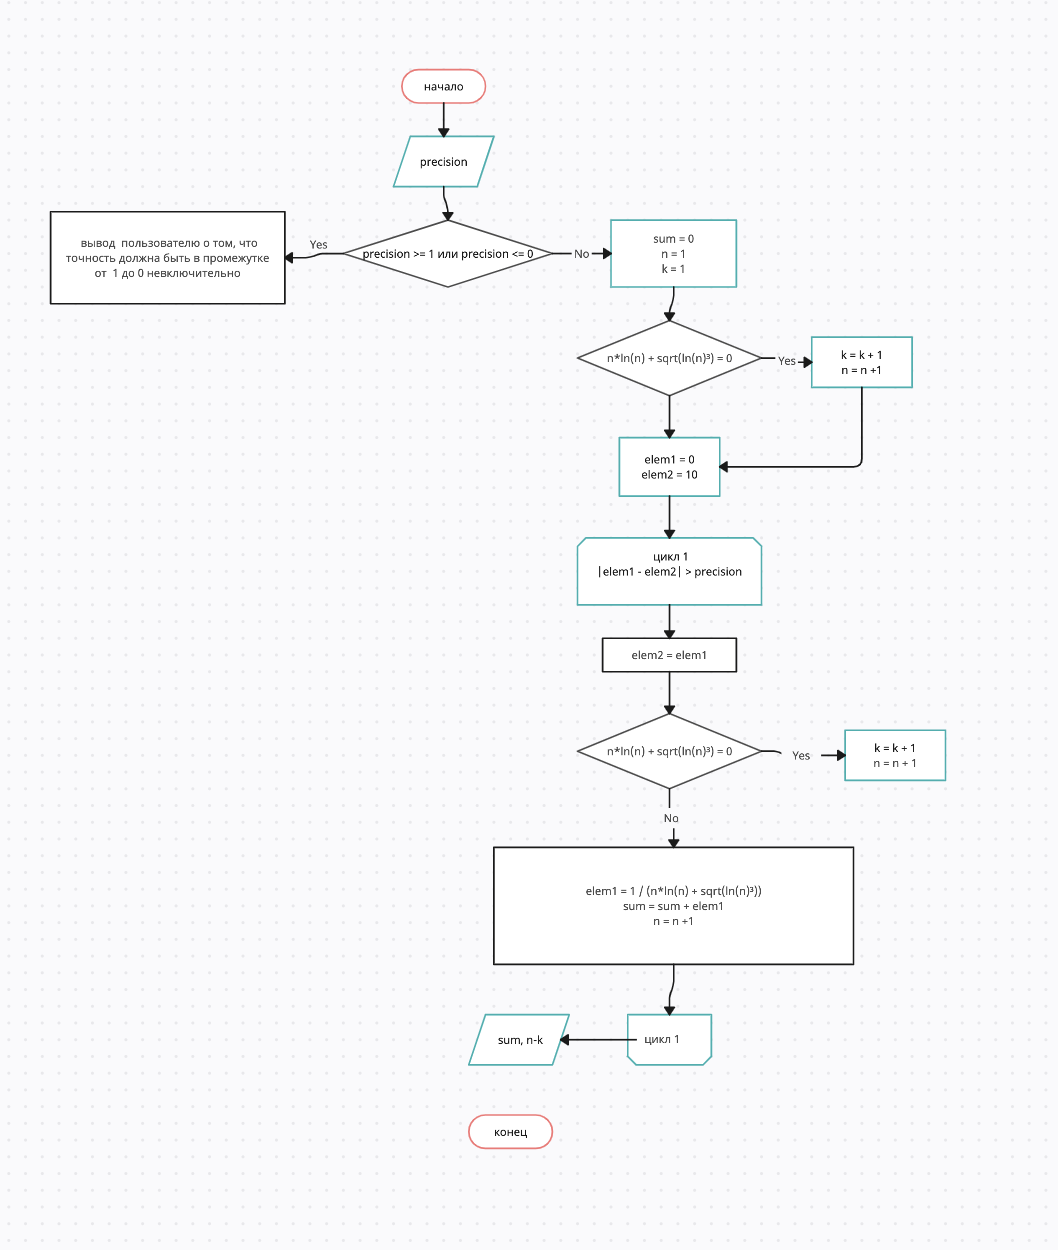 начало
precision
precision >= 1 или precision <= 0
Yes
вывод  пользователю о том, что
точность должна быть в промежутке
от  1 до 0 невключительно
No
sum = 0
n = 1
k = 1
n*ln(n) + sqrt(ln(n)³) = 0
Yes
k = k + 1
n = n +1
elem1 = 0
elem2 = 10
цикл 1
|elem1 - elem2| > precision
elem2 = elem1
n*ln(n) + sqrt(ln(n)³) = 0
Yes
k = k + 1
n = n + 1
No
elem1 = 1 / (n*ln(n) + sqrt(ln(n)³))
sum = sum + elem1
n = n +1
цикл 1
sum, n-k
конец